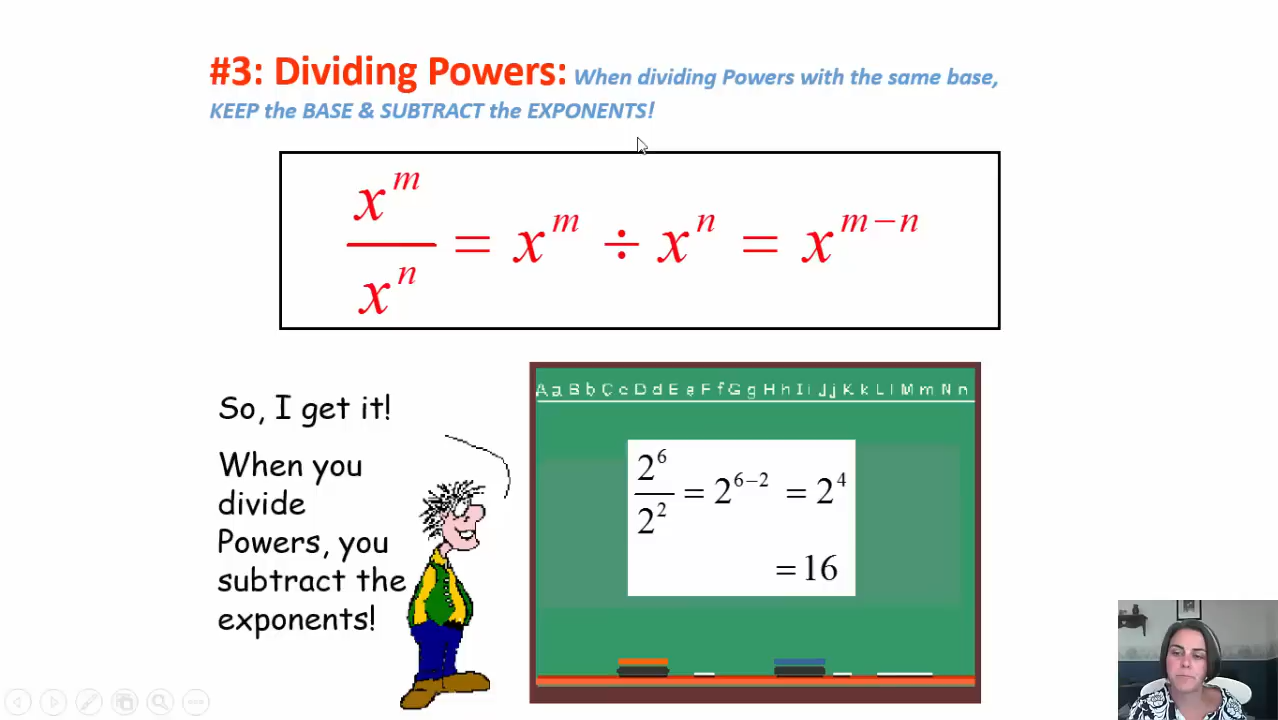 #3: Dividing Powers: When dividing Powers with the same base,
KEEP the BASE & SUBTRACT the EXPONENTS!
x^m / x^n = x^m ÷ x^n = x^{m−n}
So, I get it!
When you
divide
Powers, you
subtract the
exponents!
Aa Bb Cc Dd Ee Ff Gg Hh Ii Jj Kk Ll Mm Nn
2^6 / 2^2 = 2^{6−2} = 2^4
= 16